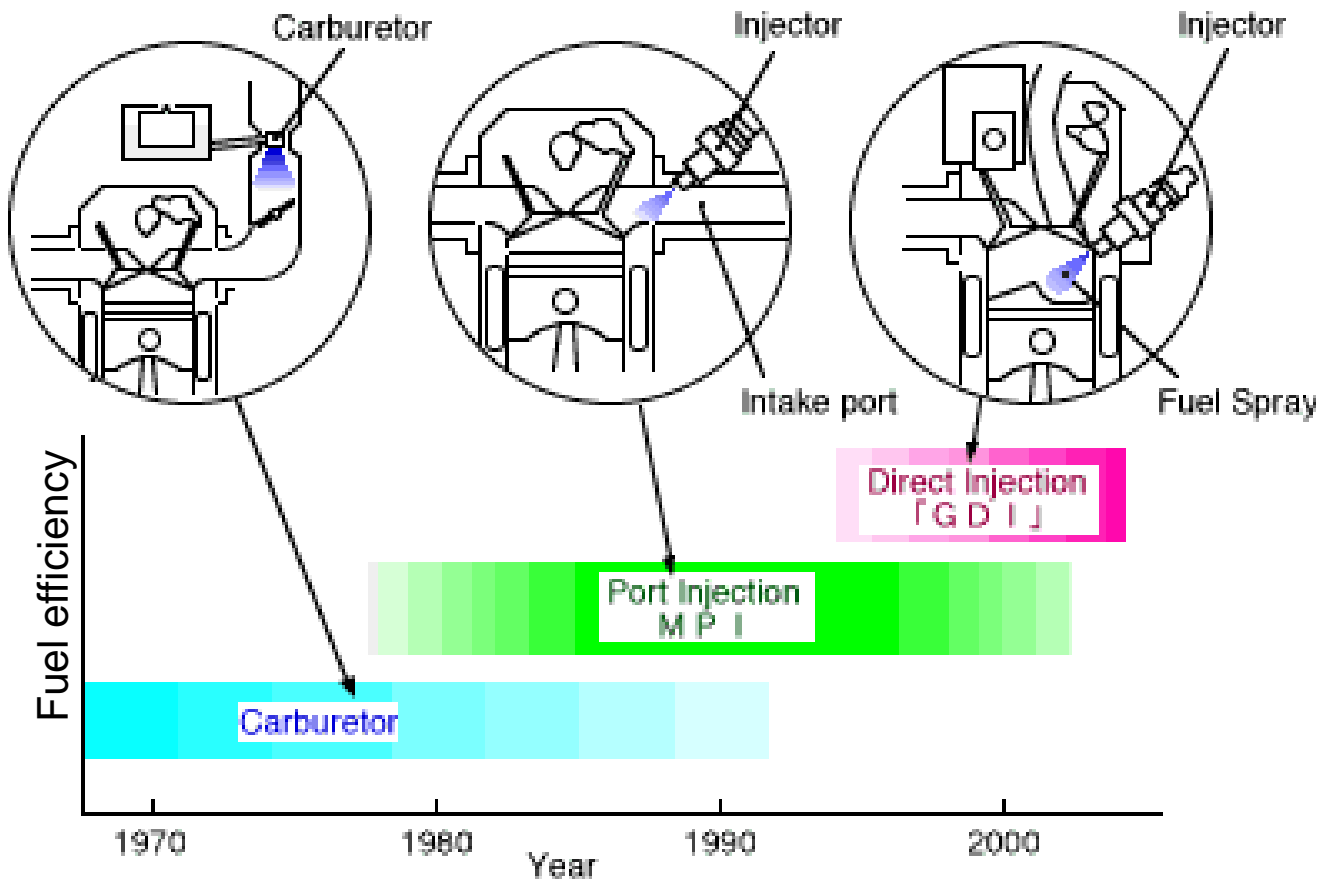 Carburetor
Injector
Injector
Intake port
Fuel Spray
Fuel efficiency
Direct Injection
「G D I」
Port Injection
M P I
Carburetor
1970
1980
1990
2000
Year